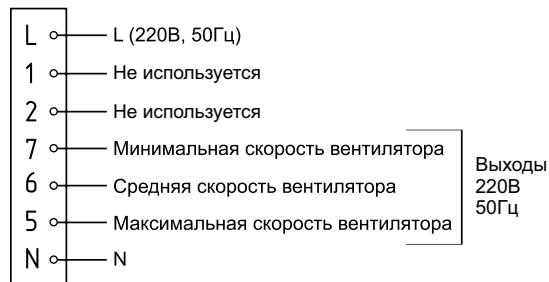 L L (220В, 50Гц)
1 Не используется
2 Не используется
7 Минимальная скорость вентилятора
6 Средняя скорость вентилятора
5 Максимальная скорость вентилятора
N N
Выходы
220В
50Гц